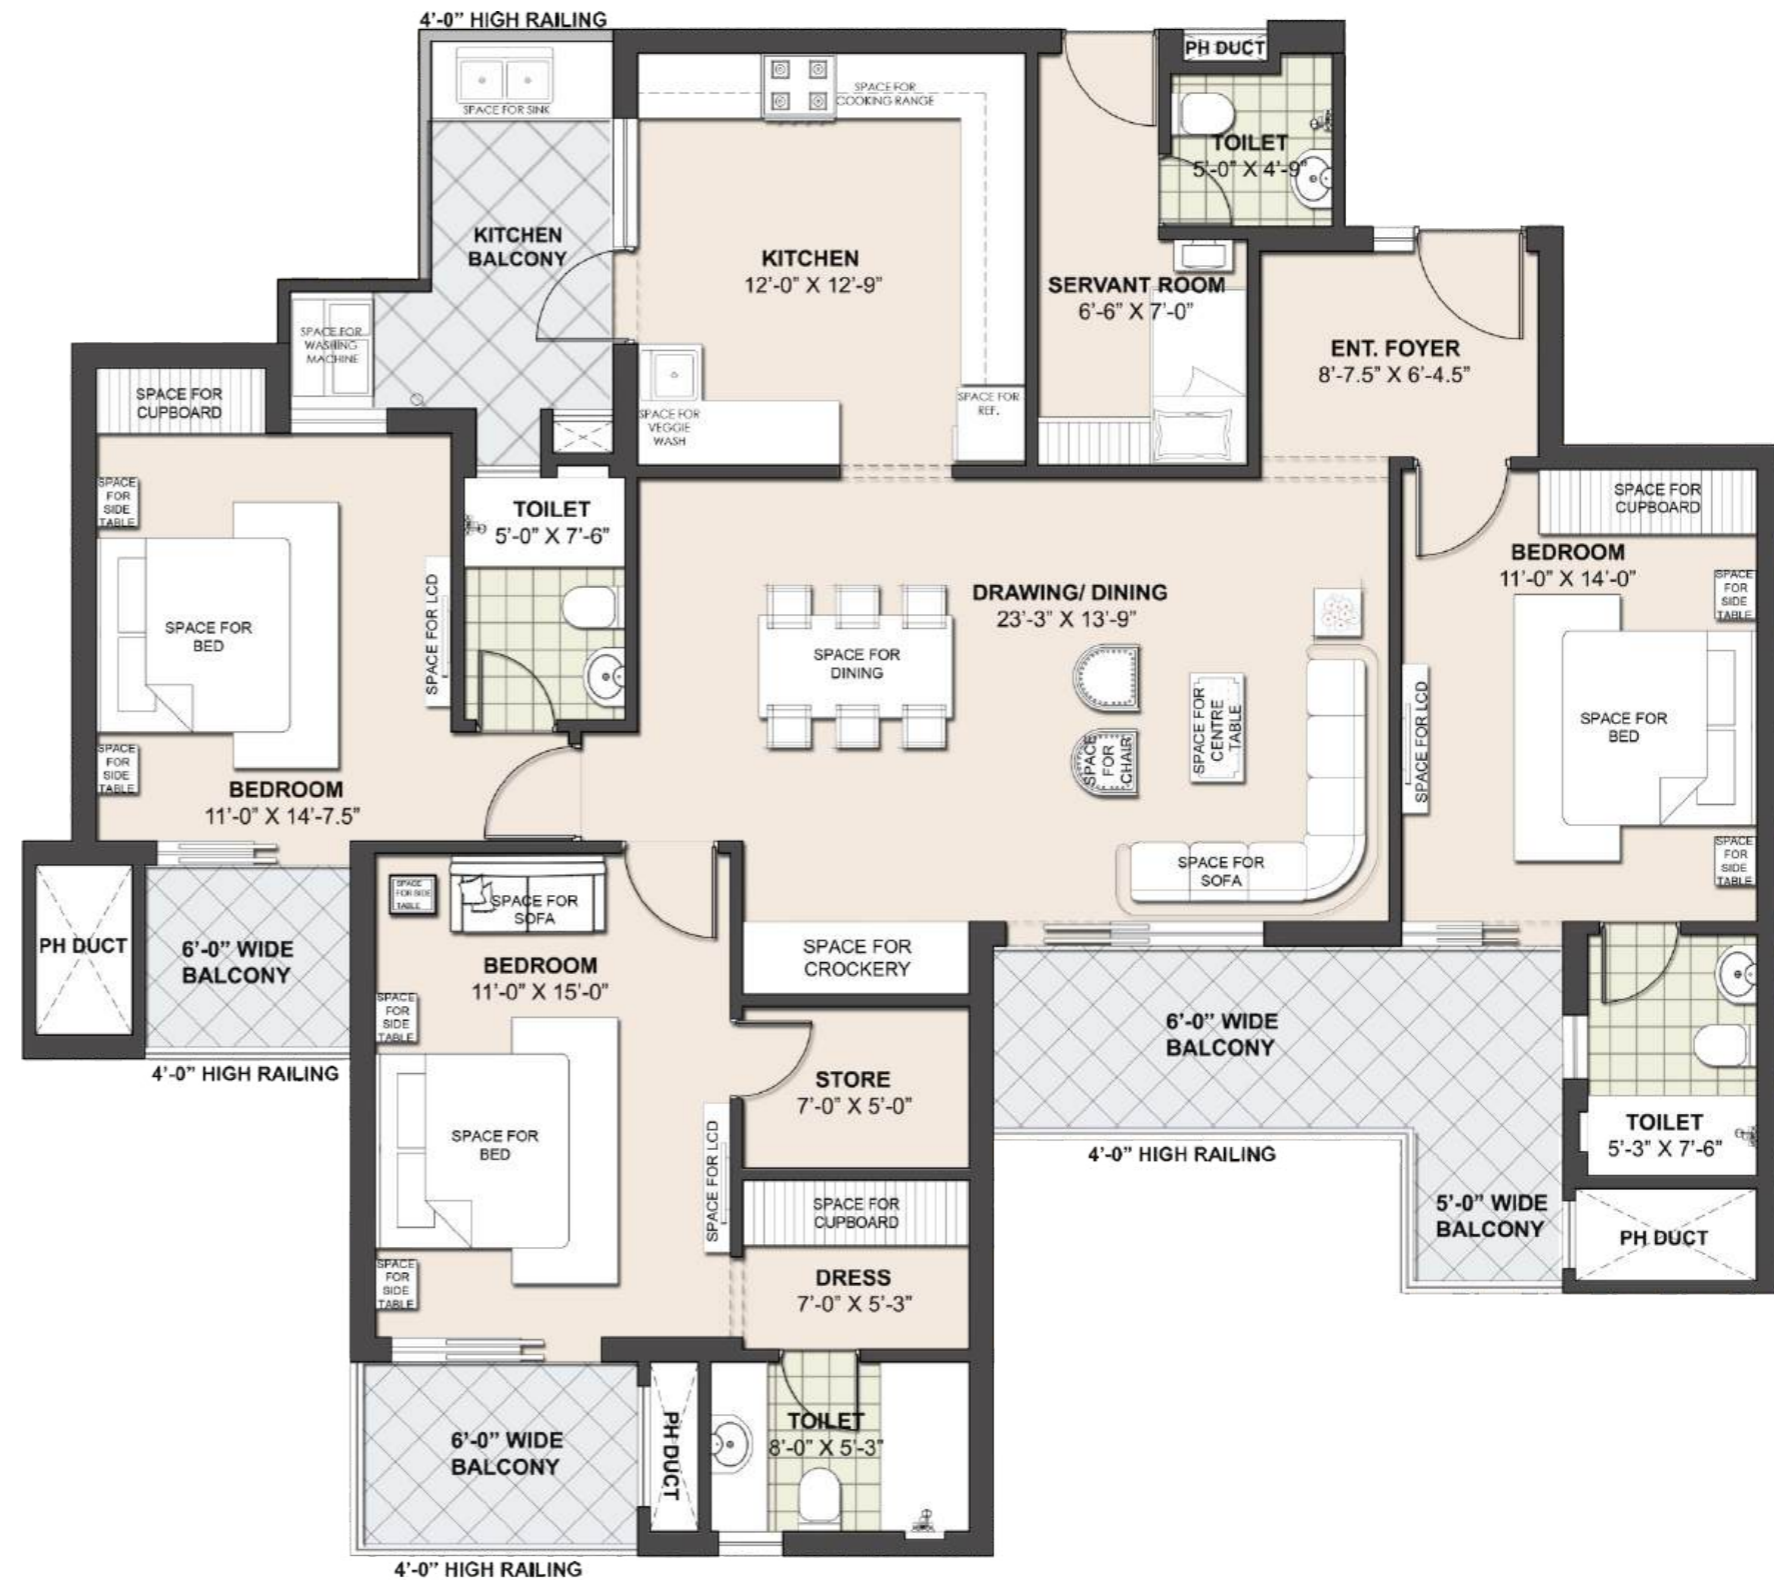 4'-0" HIGH RAILING
SPACE FOR SINK
SPACE FOR
COOKING RANGE
PH DUCT
TOILET
5'-0" X 4'-9"
KITCHEN
BALCONY
KITCHEN
12'-0" X 12'-9"
SERVANT ROOM
6'-6" X 7'-0"
ENT. FOYER
8'-7.5" X 6'-4.5"
SPACE FOR
WASHING
MACHINE
SPACE FOR
CUPBOARD
SPACE FOR
VEGGIE
WASH
SPACE FOR
REF.
SPACE
FOR
SIDE
TABLE
TOILET
5'-0" X 7'-6"
SPACE FOR
CUPBOARD
BEDROOM
11'-0" X 14'-0"
SPACE
FOR
SIDE
TABLE
SPACE FOR
BED
SPACE FOR LCD
DRAWING/ DINING
23'-3" X 13'-9"
SPACE FOR
DINING
SPACE
FOR
CHAIR
SPACE FOR
CENTRE
TABLE
SPACE FOR LCD
SPACE FOR
BED
SPACE
FOR
SIDE
TABLE
BEDROOM
11'-0" X 14'-7.5"
SPACE FOR
SOFA
SPACE
FOR
SIDE
TABLE
SPACE
FOR SIDE
TABLE
SPACE FOR
SOFA
PH DUCT
6'-0" WIDE
BALCONY
4'-0" HIGH RAILING
BEDROOM
11'-0" X 15'-0"
SPACE FOR
CROCKERY
SPACE
FOR
SIDE
TABLE
6'-0" WIDE
BALCONY
STORE
7'-0" X 5'-0"
SPACE FOR
BED
SPACE FOR LCD
4'-0" HIGH RAILING
TOILET
5'-3" X 7'-6"
SPACE FOR
CUPBOARD
5'-0" WIDE
BALCONY
PH DUCT
SPACE
FOR
SIDE
TABLE
DRESS
7'-0" X 5'-3"
6'-0" WIDE
BALCONY
PH DUCT
TOILET
8'-0" X 5'-3"
4'-0" HIGH RAILING